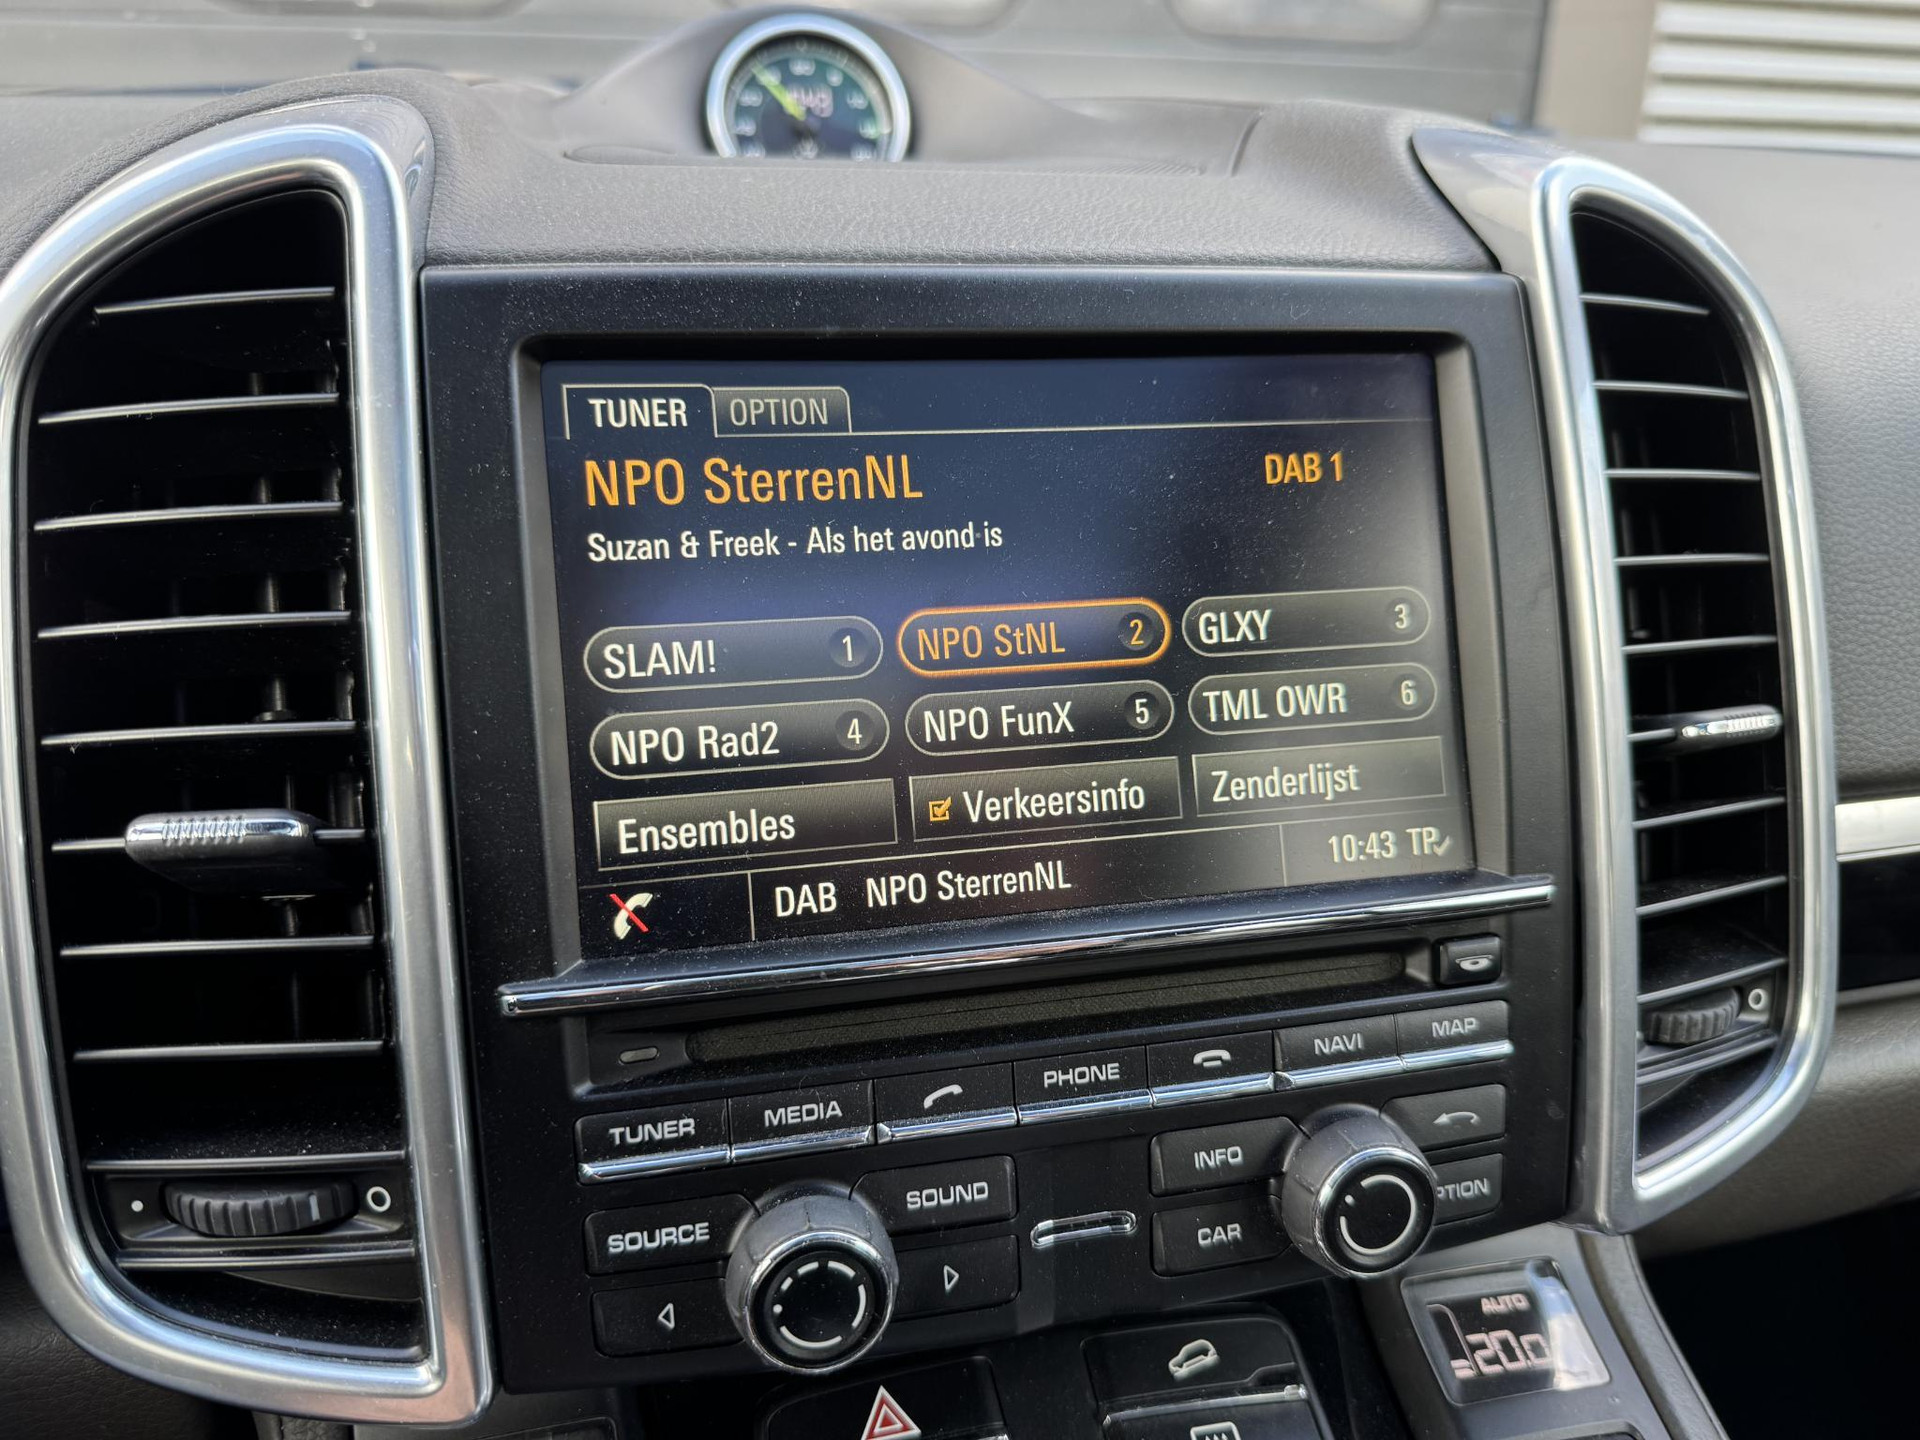 TUNER OPTION
NPO SterrenNL DAB 1
Suzan & Freek - Als het avond is
SLAM! 1 NPO StNL 2 GLXY 3
NPO Rad2 4 NPO FunX 5 TML OWR 6
Ensembles Verkeersinfo Zenderlijst
DAB NPO SterrenNL 10:43 TP
TUNER MEDIA PHONE NAVI MAP
SOURCE SOUND INFO
CAR PTION
AUTO
20.0